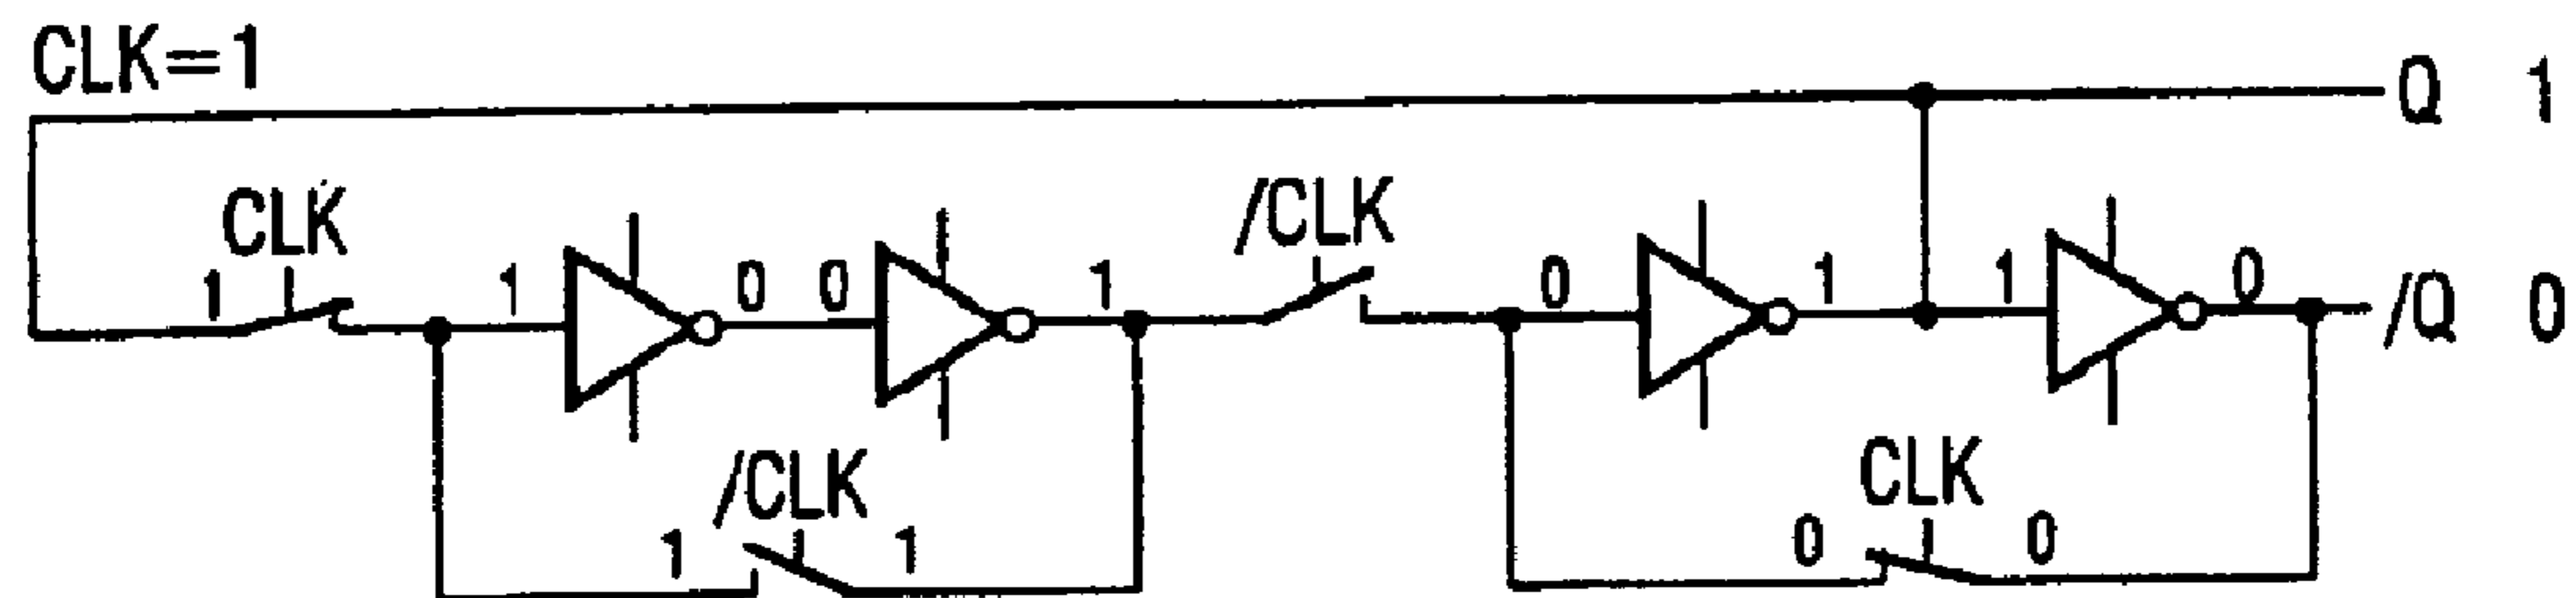 CLK=1
Q 1
CLK
/CLK
1 1 0 0 1 0 1 1 0
/Q 0
/CLK
CLK
1 1 0 0